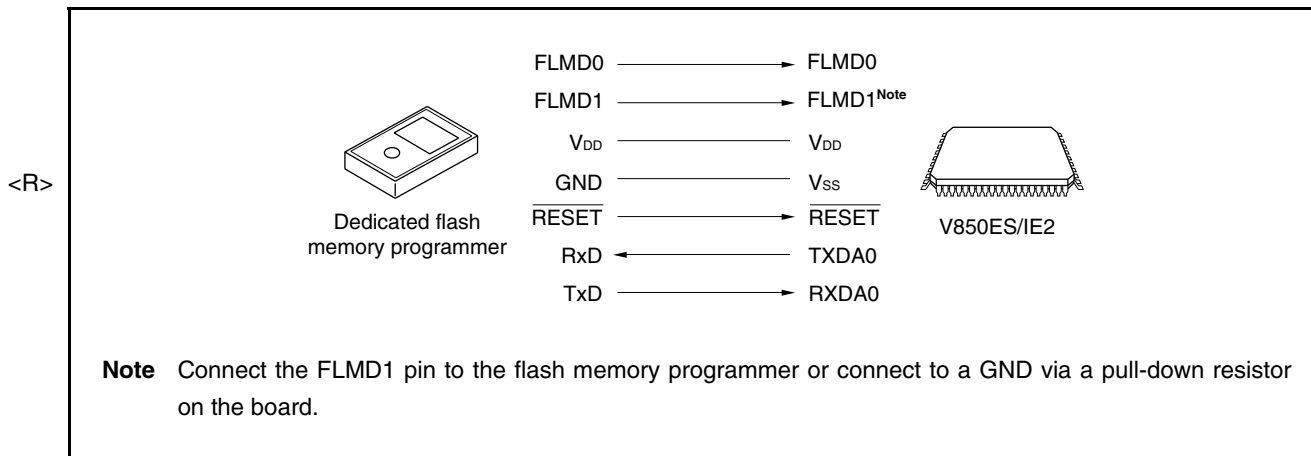 FLMD0 FLMD0
FLMD1 FLMD1Note
VDD VDD
<R> GND VSS
RESET RESET
Dedicated flash
memory programmer
V850ES/IE2
RxD TXDA0
TxD RXDA0
Note Connect the FLMD1 pin to the flash memory programmer or connect to a GND via a pull-down resistor
on the board.